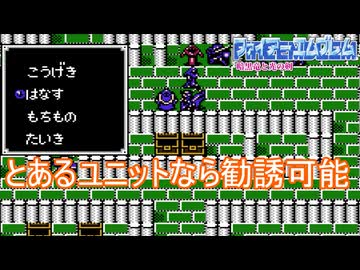 ファイアーエムブレム
暗黒竜と光の剣
こうげき
はなす
もちもの
たいき
とあるユニットなら勧誘可能